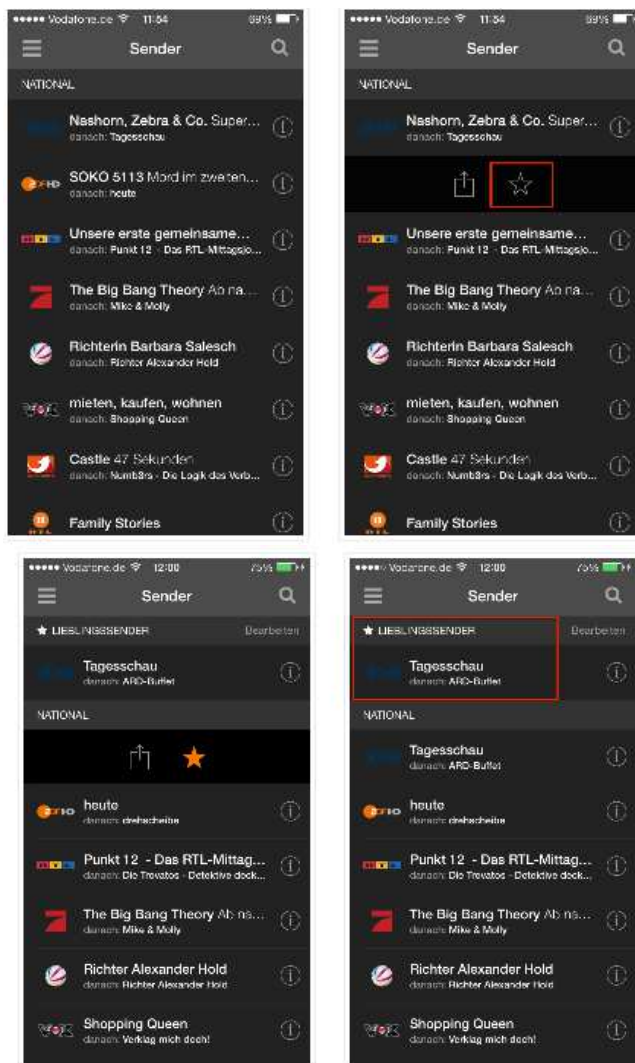 Vodafone.de 11:54 69%
Sender
NATIONAL
Nashorn, Zebra & Co. Super...
danach: Tagesschau
SOKO 5113 Mord im zweiten...
danach: heute
Unsere erste gemeinsame...
danach: Punkt 12 - Das RTL-Mittagsjo...
The Big Bang Theory Ab na...
danach: Mike & Molly
Richterin Barbara Salesch
danach: Richter Alexander Hold
mieten, kaufen, wohnen
danach: Shopping Queen
Castle 47 Sekunden
danach: Numb3rs - Die Logik des Verb...
Family Stories
Vodafone.de 11:54 69%
Sender
NATIONAL
Nashorn, Zebra & Co. Super...
danach: Tagesschau
Unsere erste gemeinsame...
danach: Punkt 12 - Das RTL-Mittagsjo...
The Big Bang Theory Ab na...
danach: Mike & Molly
Richterin Barbara Salesch
danach: Richter Alexander Hold
mieten, kaufen, wohnen
danach: Shopping Queen
Castle 47 Sekunden
danach: Numb3rs - Die Logik des Verb...
Family Stories
Vodafone.de 12:00 75%
Sender
LIEBLINGSSENDER Bearbeiten
Tagesschau
danach: ARD-Buffet
NATIONAL
heute
danach: drehscheibe
Punkt 12 - Das RTL-Mittag...
danach: Die Trovatos - Detektive deck...
The Big Bang Theory Ab na...
danach: Mike & Molly
Richter Alexander Hold
danach: Richter Alexander Hold
VOX Shopping Queen
danach: Verklag mich doch!
Vodafone.de 12:00 75%
Sender
LIEBLINGSSENDER Bearbeiten
Tagesschau
danach: ARD-Buffet
NATIONAL
Tagesschau
danach: ARD-Buffet
heute
danach: drehscheibe
Punkt 12 - Das RTL-Mittag...
danach: Die Trovatos - Detektive deck...
The Big Bang Theory Ab na...
danach: Mike & Molly
Richter Alexander Hold
danach: Richter Alexander Hold
VOX Shopping Queen
danach: Verklag mich doch!